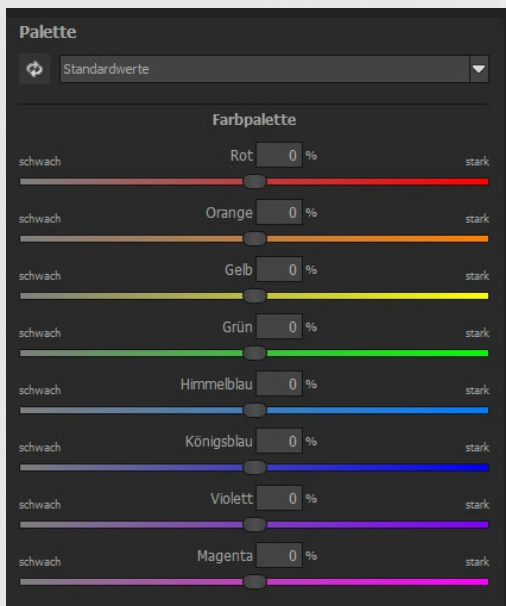 Palette
Standardwerte
Farbpalette
schwach Rot 0 % stark
schwach Orange 0 % stark
schwach Gelb 0 % stark
schwach Grün 0 % stark
schwach Himmelblau 0 % stark
schwach Königsblau 0 % stark
schwach Violett 0 % stark
schwach Magenta 0 % stark